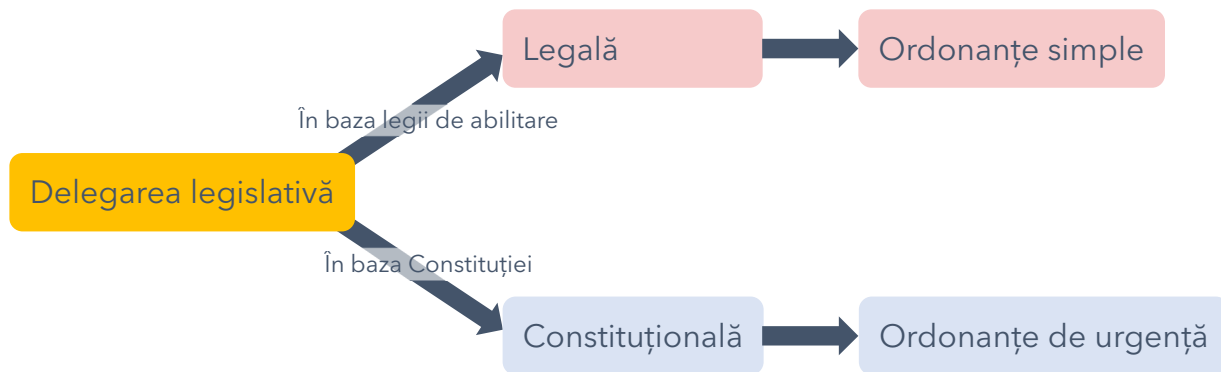 Legală
Ordonanțe simple
În baza legii de abilitare
Delegarea legislativă
În baza Constituției
Constituțională
Ordonanțe de urgență